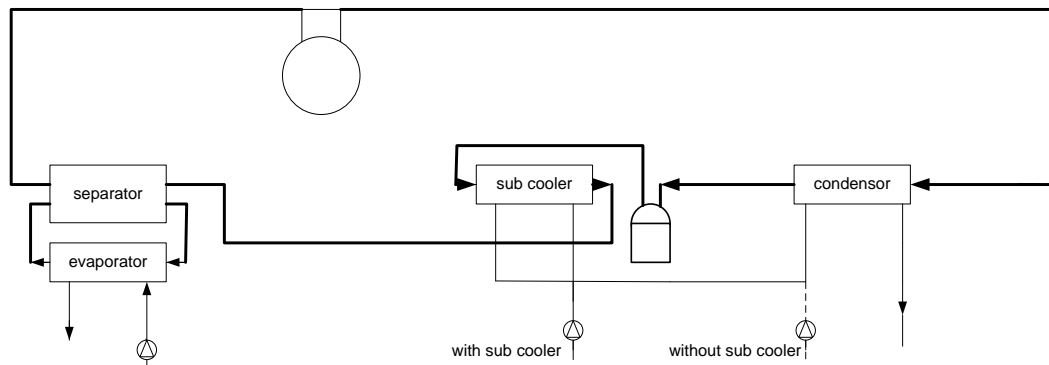 separator
evaporator
sub cooler
condensor
with sub cooler
without sub cooler